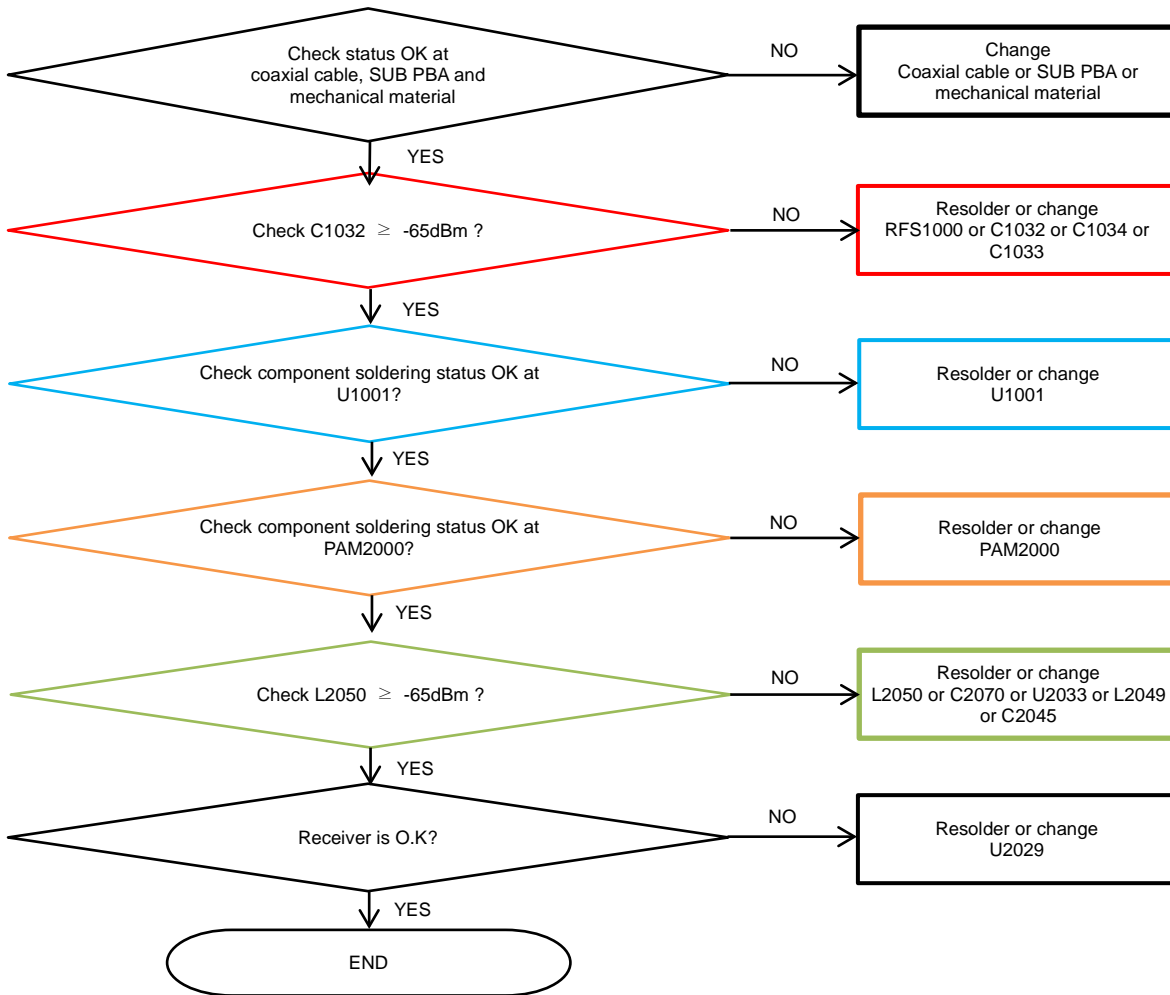 Check status OK at
coaxial cable, SUB PBA and
mechanical material
NO
Change
Coaxial cable or SUB PBA or
mechanical material
YES
Check C1032 ≥ -65dBm ?
NO
Resolder or change
RFS1000 or C1032 or C1034 or
C1033
YES
Check component soldering status OK at
U1001?
NO
Resolder or change
U1001
YES
Check component soldering status OK at
PAM2000?
NO
Resolder or change
PAM2000
YES
Check L2050 ≥ -65dBm ?
NO
Resolder or change
L2050 or C2070 or U2033 or L2049
or C2045
YES
Receiver is O.K?
NO
Resolder or change
U2029
YES
END